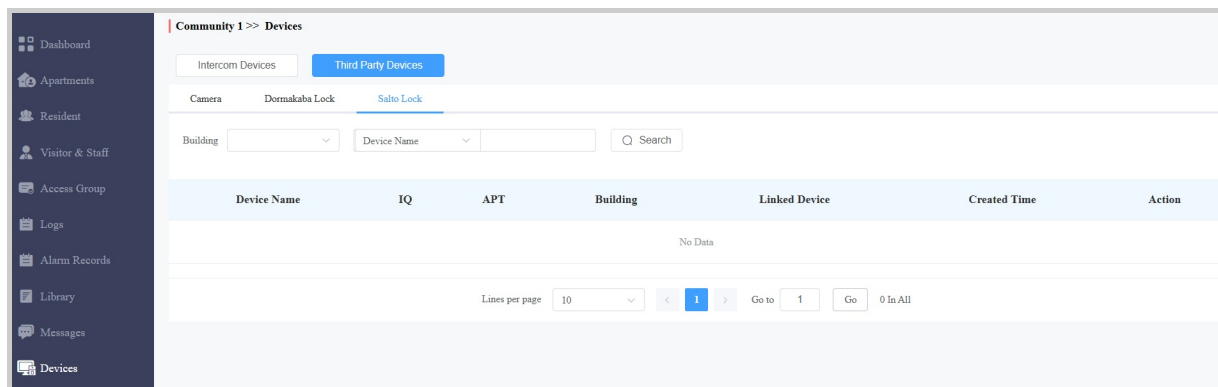 Community 1 >> Devices
Dashboard
Apartments
Resident
Visitor & Staff
Access Group
Logs
Alarm Records
Library
Messages
Devices
Intercom Devices Third Party Devices
Camera Dormakaba Lock Salto Lock
Building Device Name Search
Device Name IQ APT Building Linked Device Created Time Action
No Data
Lines per page 10 < 1 > Go to 1 Go 0 In All